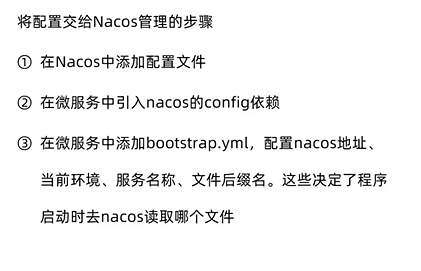 将配置交给Nacos管理的步骤
① 在Nacos中添加配置文件
② 在微服务中引入nacos的config依赖
③ 在微服务中添加bootstrap.yml，配置nacos地址、
当前环境、服务名称、文件后缀名。这些决定了程序
启动时去nacos读取哪个文件